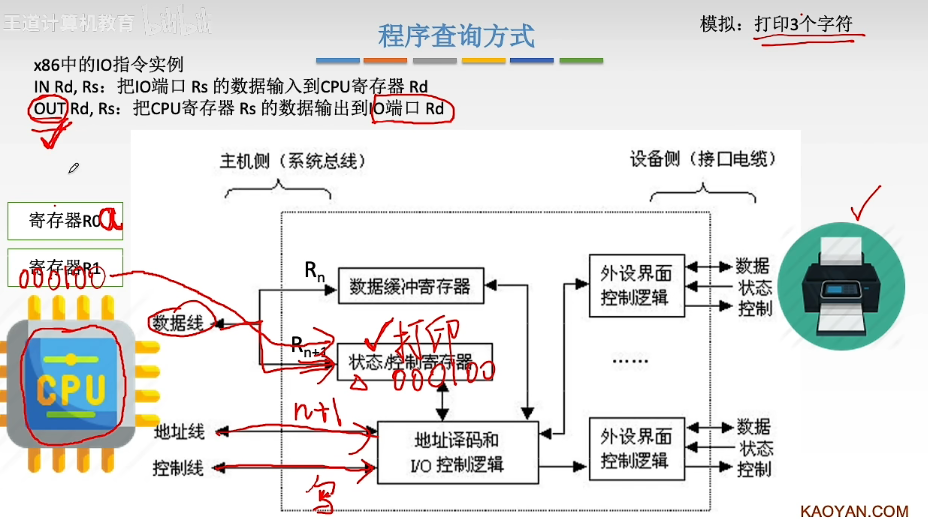 王道计算机教育 bilibili
模拟：打印3个字符
程序查询方式
x86中的IO指令实例
IN Rd, Rs：把IO端口 Rs 的数据输入到CPU寄存器 Rd
OUT Rd, Rs：把CPU寄存器 Rs 的数据输出到IO端口 Rd
主机侧（系统总线）
设备侧（接口电缆）
寄存器R0 a
寄存器R1
000100
Rn
数据缓冲寄存器
外设界面
控制逻辑
数据
状态
控制
数据线
打印
Rn+1
状态/控制寄存器
000100
……
CPU
n+1
地址线
地址译码和
I/O 控制逻辑
外设界面
控制逻辑
数据
状态
控制
控制线
写
KAOYAN.COM